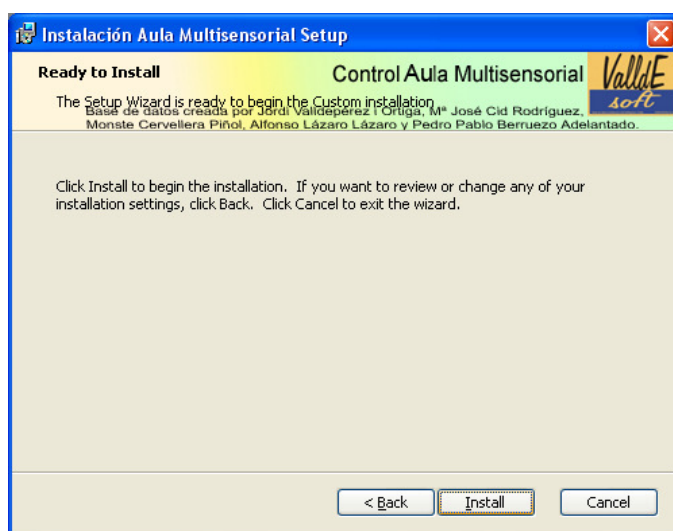 Instalación Aula Multisensorial Setup
Ready to Install
Control Aula Multisensorial
ValldE
soft
The Setup Wizard is ready to begin the Custom installation
Base de datos creada por Jordi Valldepérez i Ortiga, Mª José Cid Rodríguez,
Monste Cervellera Piñol, Alfonso Lázaro Lázaro y Pedro Pablo Berruezo Adelantado.
Click Install to begin the installation. If you want to review or change any of your
installation settings, click Back. Click Cancel to exit the wizard.
< Back
Install
Cancel